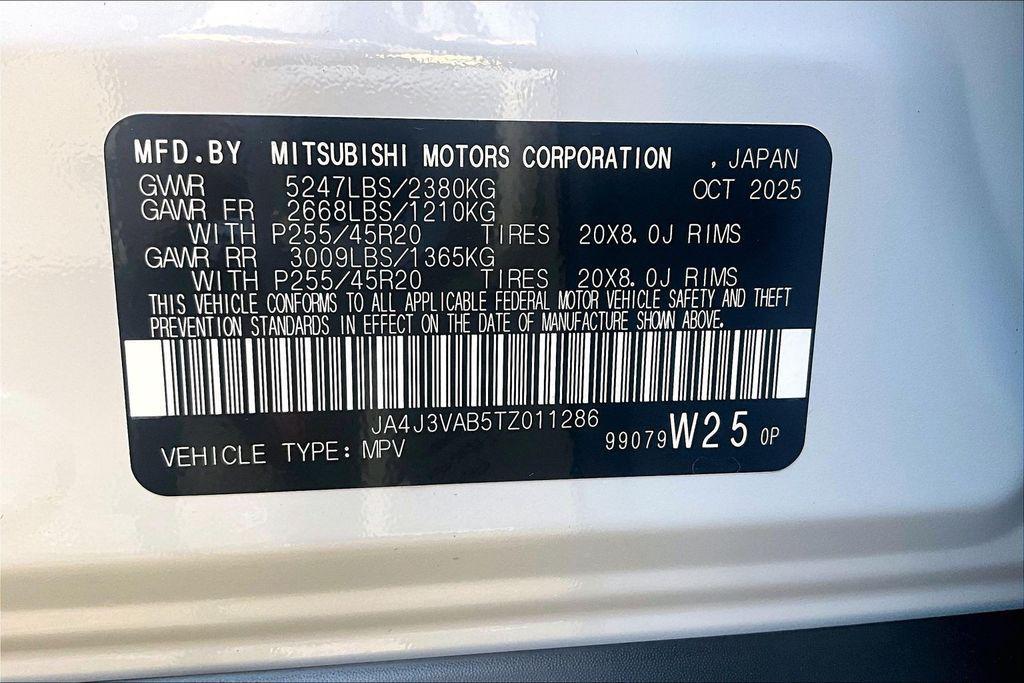 MFD.BY MITSUBISHI MOTORS CORPORATION , JAPAN
GVWR 5247LBS/2380KG OCT 2025
GAWR FR 2668LBS/1210KG
WITH P255/45R20 TIRES 20X8.0J RIMS
GAWR RR 3009LBS/1365KG
WITH P255/45R20 TIRES 20X8.0J RIMS
THIS VEHICLE CONFORMS TO ALL APPLICABLE FEDERAL MOTOR VEHICLE SAFETY AND THEFT
PREVENTION STANDARDS IN EFFECT ON THE DATE OF MANUFACTURE SHOWN ABOVE.
JA4J3VAB5TZ011286
VEHICLE TYPE: MPV 99079 W25 0P